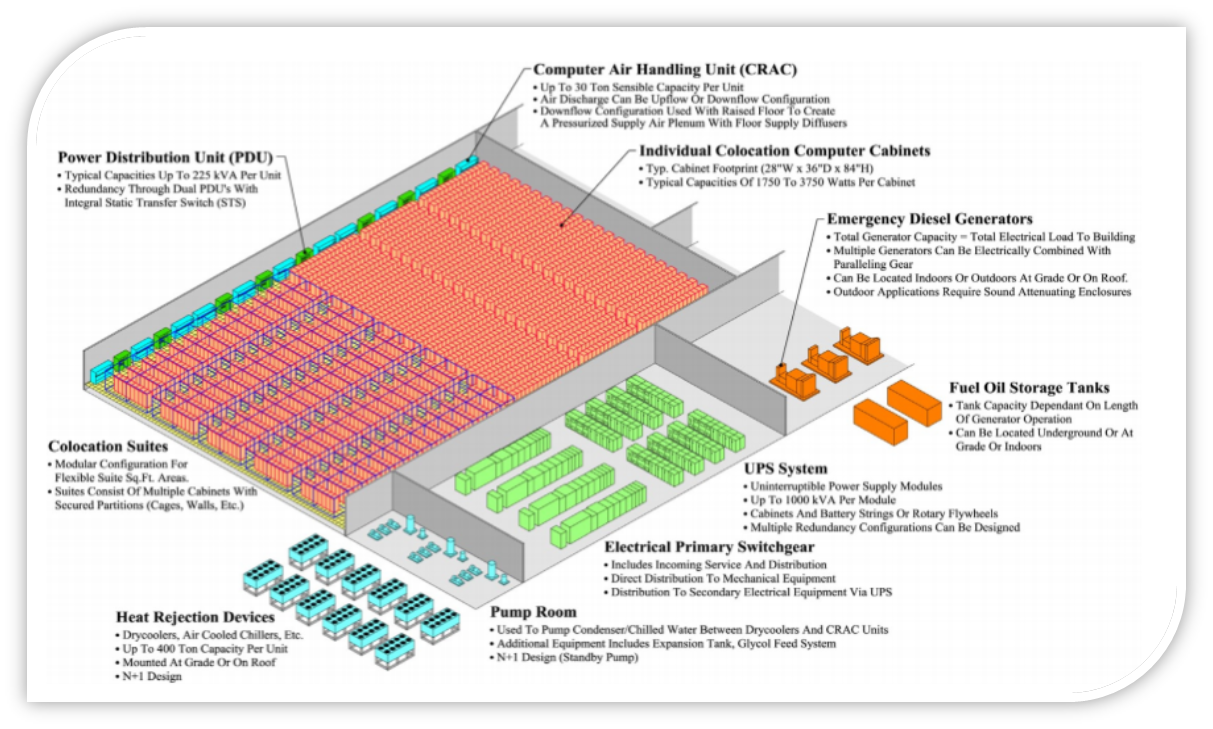 Computer Air Handling Unit (CRAC)
• Up To 30 Ton Sensible Capacity Per Unit
• Air Discharge Can Be Upflow Or Downflow Configuration
• Downflow Configuration Used With Raised Floor To Create
A Pressurized Supply Air Plenum With Floor Supply Diffusers
Power Distribution Unit (PDU)
• Typical Capacities Up To 225 kVA Per Unit
• Redundancy Through Dual PDU's With
Integral Static Transfer Switch (STS)
Individual Colocation Computer Cabinets
• Typ. Cabinet Footprint (28"W x 36"D x 84"H)
• Typical Capacities Of 1750 To 3750 Watts Per Cabinet
Emergency Diesel Generators
• Total Generator Capacity = Total Electrical Load To Building
• Multiple Generators Can Be Electrically Combined With
Paralleling Gear
• Can Be Located Indoors Or Outdoors At Grade Or On Roof.
• Outdoor Applications Require Sound Attenuating Enclosures
Fuel Oil Storage Tanks
• Tank Capacity Dependant On Length
Of Generator Operation
• Can Be Located Underground Or At
Grade Or Indoors
Colocation Suites
• Modular Configuration For
Flexible Suite Sq.Ft. Areas.
• Suites Consist Of Multiple Cabinets With
Secured Partitions (Cages, Walls, Etc.)
UPS System
• Uninterruptible Power Supply Modules
• Up To 1000 kVA Per Module
• Cabinets And Battery Strings Or Rotary Flywheels
• Multiple Redundancy Configurations Can Be Designed
Electrical Primary Switchgear
• Includes Incoming Service And Distribution
• Direct Distribution To Mechanical Equipment
• Distribution To Secondary Electrical Equipment Via UPS
Pump Room
• Used To Pump Condenser/Chilled Water Between Drycoolers And CRAC Units
• Additional Equipment Includes Expansion Tank, Glycol Feed System
• N+1 Design (Standby Pump)
Heat Rejection Devices
• Drycoolers, Air Cooled Chillers, Etc.
• Up To 400 Ton Capacity Per Unit
• Mounted At Grade Or On Roof
• N+1 Design